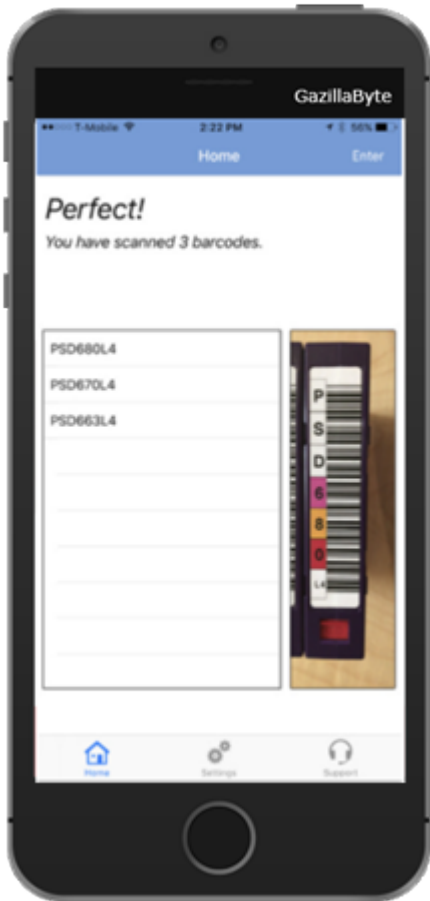 GazillaByte
T-Mobile 2:22 PM 56%
Home Enter
Perfect!
You have scanned 3 barcodes.
PSD680L4
PSD670L4
PSD663L4
P
S
D
6
8
0
L4
Home Settings Support